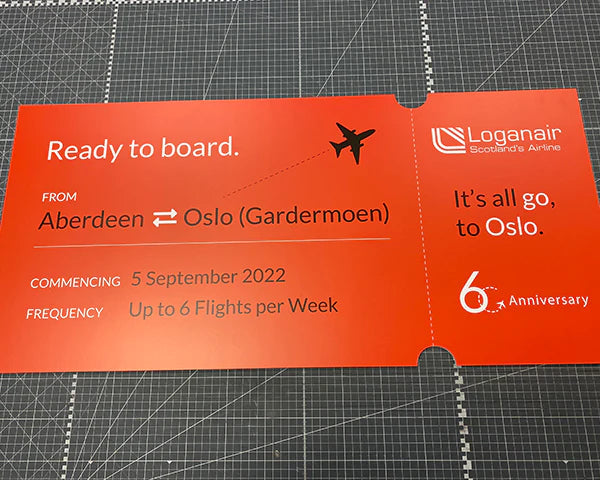 Ready to board.
FROM
Aberdeen ⇄ Oslo (Gardermoen)
COMMENCING 5 September 2022
FREQUENCY Up to 6 Flights per Week
Loganair
Scotland's Airline
It's all go,
to Oslo.
60 Anniversary